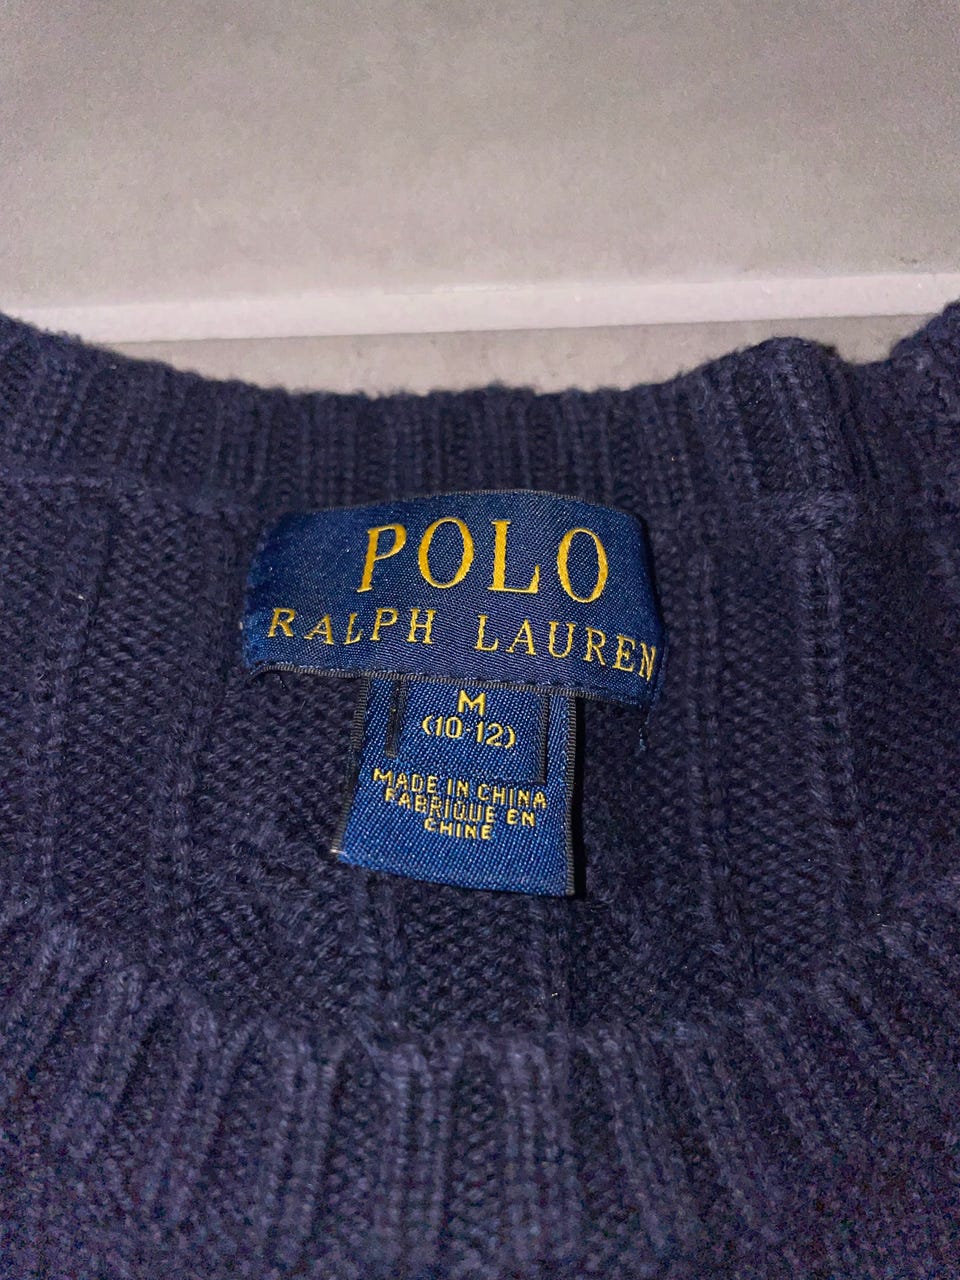 POLO
RALPH LAUREN
M
(10-12)
MADE IN CHINA
FABRIQUE EN
CHINE